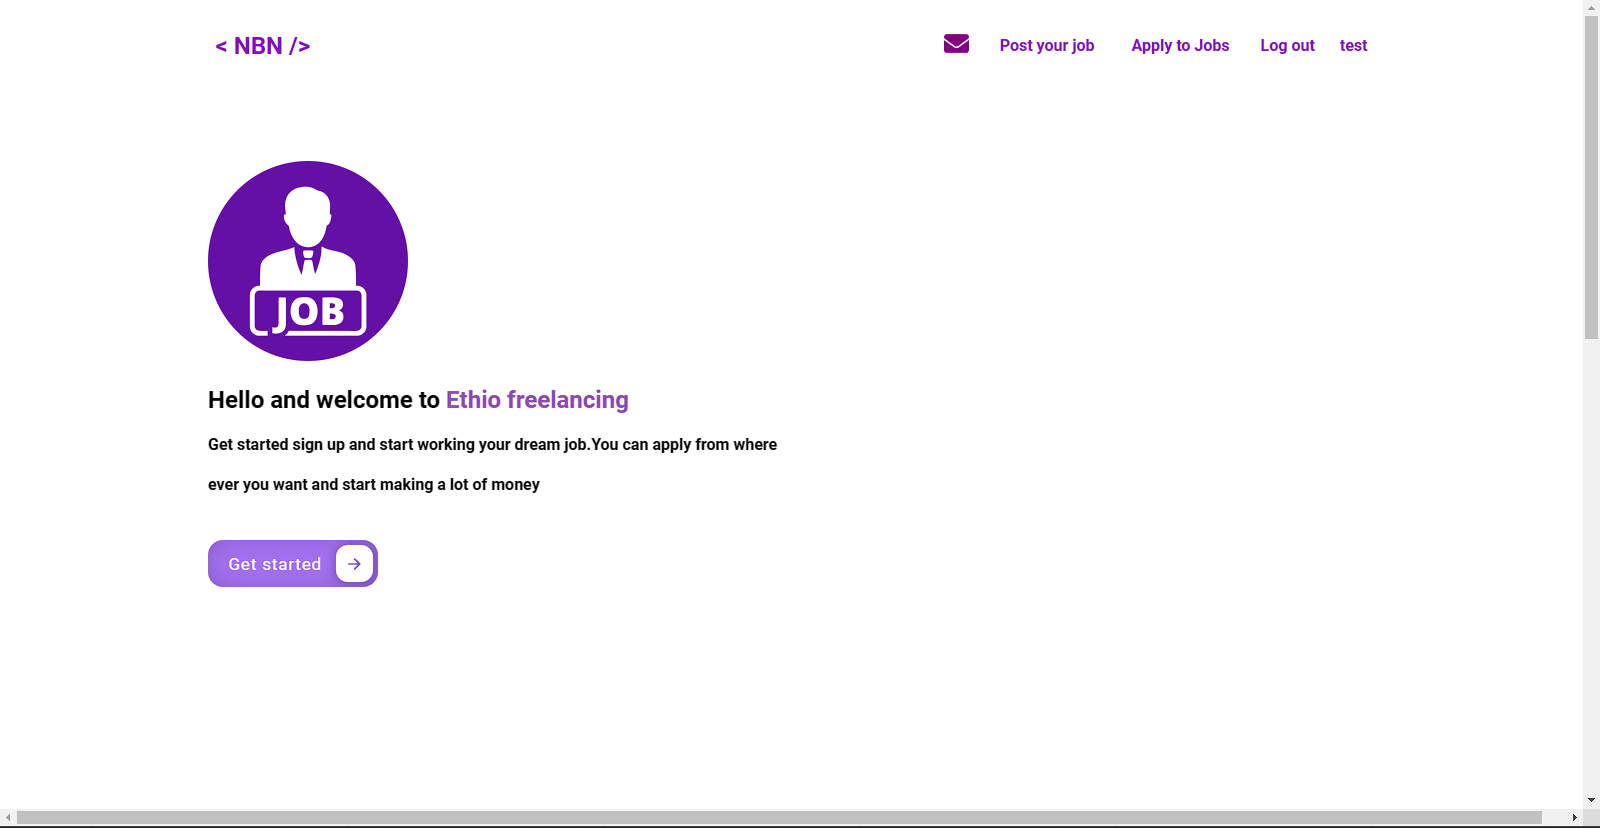 < NBN />
Post your job
Apply to Jobs
Log out
test
JOB
Hello and welcome to Ethio freelancing
Get started sign up and start working your dream job.You can apply from where
ever you want and start making a lot of money
Get started